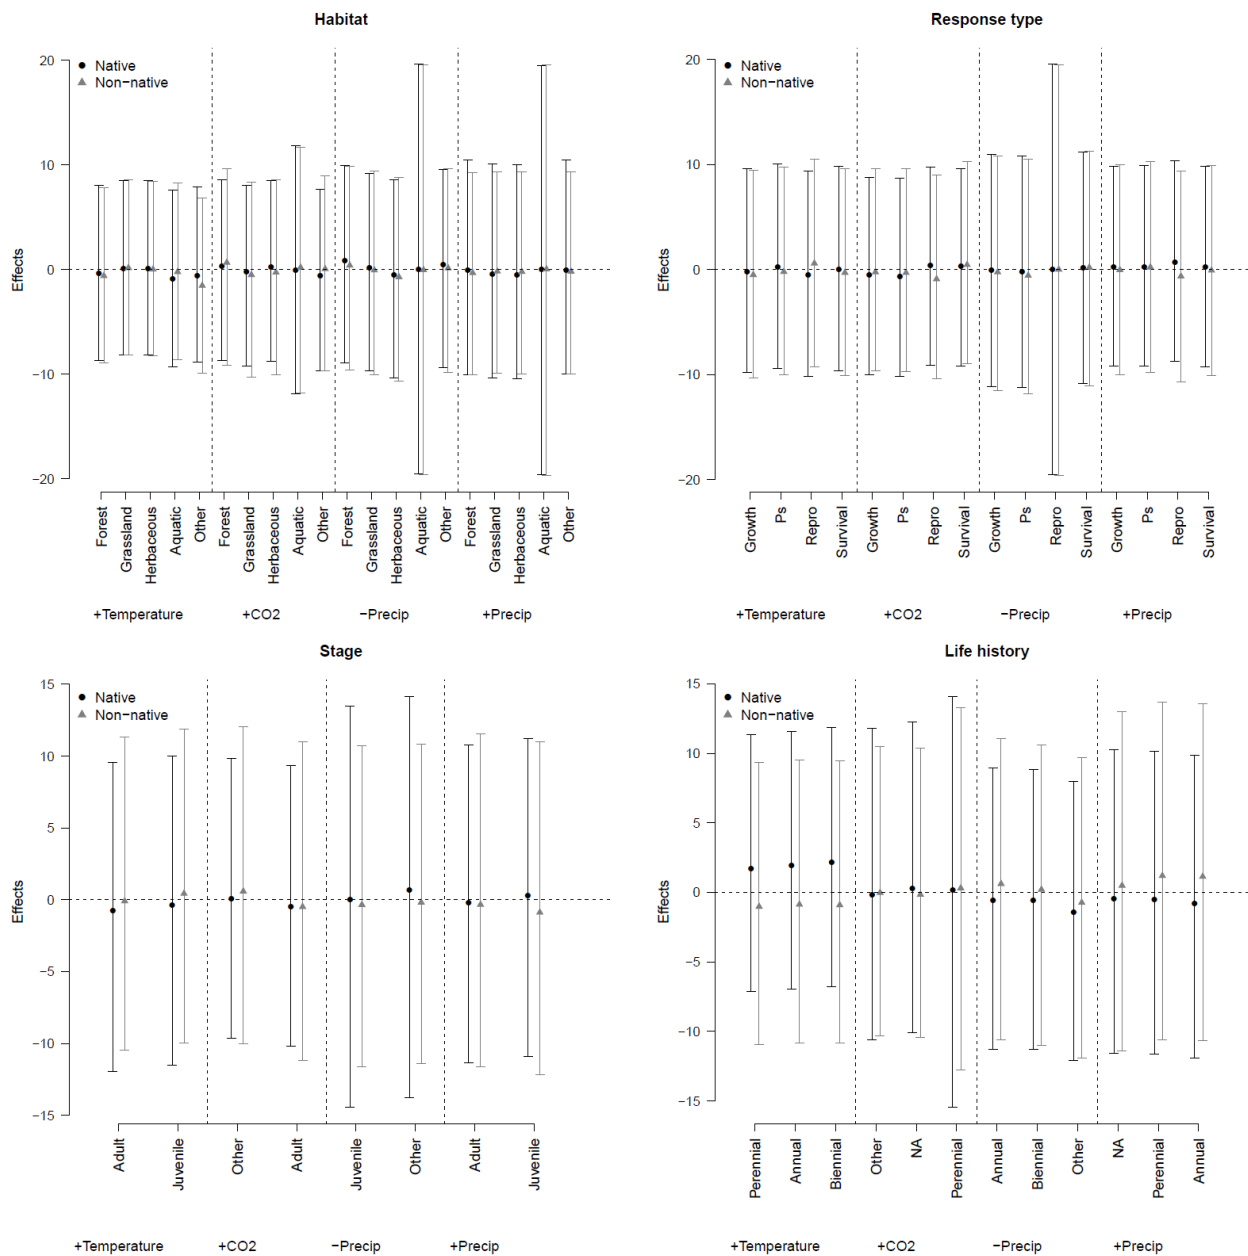 Habitat
Native
Non−native
20
10
0
−10
−20
Effects
Forest
Grassland
Herbaceous
Aquatic
Other
Forest
Grassland
Herbaceous
Aquatic
Other
Forest
Grassland
Herbaceous
Aquatic
Other
Forest
Grassland
Herbaceous
Aquatic
Other
+Temperature
+CO2
−Precip
+Precip
Response type
Native
Non−native
20
10
0
−10
−20
Effects
Growth
Ps
Repro
Survival
Growth
Ps
Repro
Survival
Growth
Ps
Repro
Survival
Growth
Ps
Repro
Survival
+Temperature
+CO2
−Precip
+Precip
Stage
Native
Non−native
15
10
5
0
−5
−10
−15
Effects
Adult
Juvenile
Other
Adult
Juvenile
Other
Adult
Juvenile
+Temperature
+CO2
−Precip
+Precip
Life history
Native
Non−native
15
10
5
0
−5
−10
−15
Effects
Perennial
Annual
Biennial
Other
NA
Perennial
Annual
Biennial
Other
NA
Perennial
Annual
+Temperature
+CO2
−Precip
+Precip